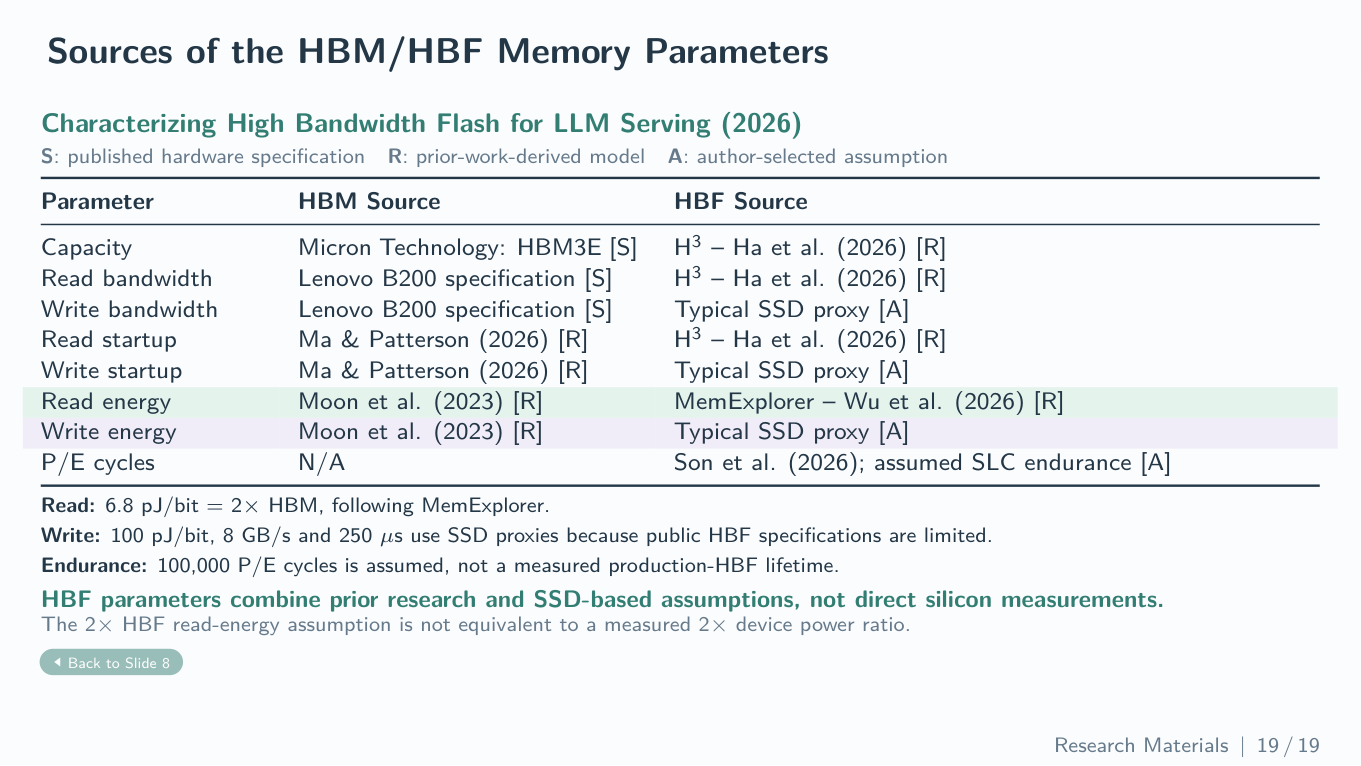 Sources of the HBM/HBF Memory Parameters
Characterizing High Bandwidth Flash for LLM Serving (2026)
S: published hardware specification R: prior-work-derived model A: author-selected assumption
Parameter HBM Source HBF Source
Capacity Micron Technology: HBM3E [S] H³ – Ha et al. (2026) [R]
Read bandwidth Lenovo B200 specification [S] H³ – Ha et al. (2026) [R]
Write bandwidth Lenovo B200 specification [S] Typical SSD proxy [A]
Read startup Ma & Patterson (2026) [R] H³ – Ha et al. (2026) [R]
Write startup Ma & Patterson (2026) [R] Typical SSD proxy [A]
Read energy Moon et al. (2023) [R] MemExplorer – Wu et al. (2026) [R]
Write energy Moon et al. (2023) [R] Typical SSD proxy [A]
P/E cycles N/A Son et al. (2026); assumed SLC endurance [A]
Read: 6.8 pJ/bit = 2× HBM, following MemExplorer.
Write: 100 pJ/bit, 8 GB/s and 250 μs use SSD proxies because public HBF specifications are limited.
Endurance: 100,000 P/E cycles is assumed, not a measured production-HBF lifetime.
HBF parameters combine prior research and SSD-based assumptions, not direct silicon measurements.
The 2× HBF read-energy assumption is not equivalent to a measured 2× device power ratio.
Back to Slide 8
Research Materials | 19 / 19